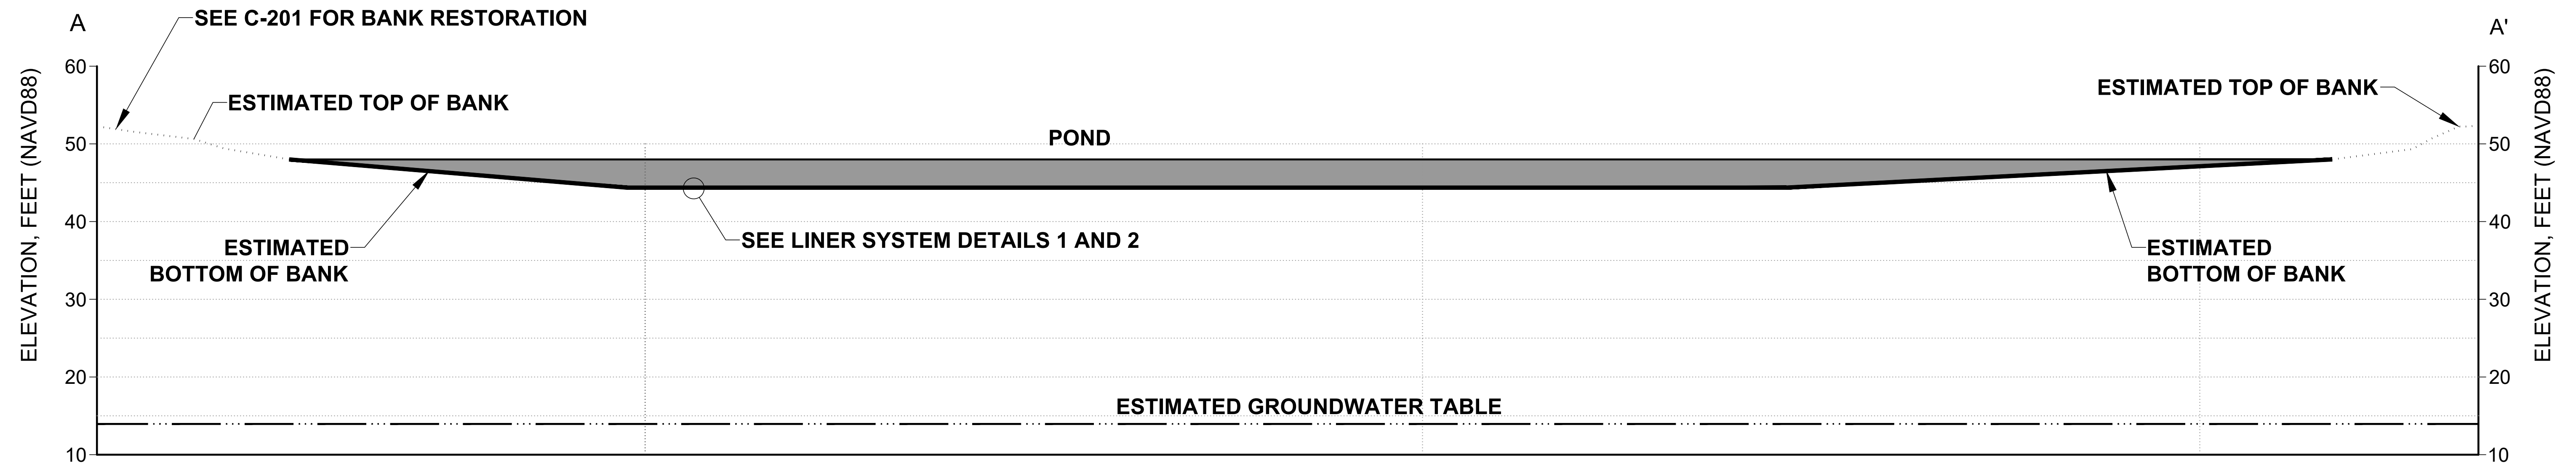 A
SEE C-201 FOR BANK RESTORATION
A'
ELEVATION, FEET (NAVD88)
60
50
40
30
20
10
ESTIMATED TOP OF BANK
POND
ESTIMATED TOP OF BANK
ESTIMATED
BOTTOM OF BANK
SEE LINER SYSTEM DETAILS 1 AND 2
ESTIMATED
BOTTOM OF BANK
ESTIMATED GROUNDWATER TABLE
60
50
40
30
20
10
ELEVATION, FEET (NAVD88)